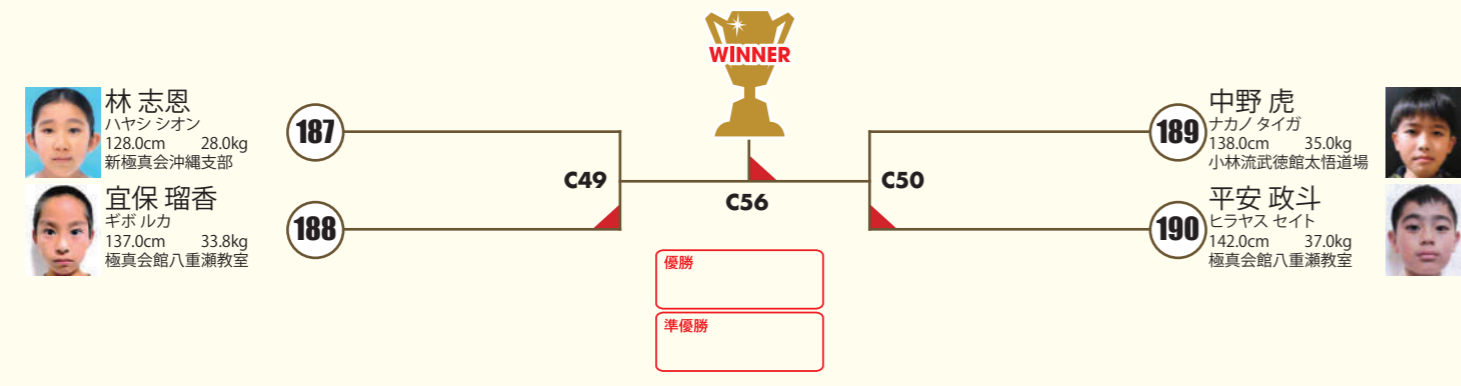 WINNER
林 志恩
ハヤシ シオン
128.0cm 28.0kg
新極真会沖縄支部
187
宜保 瑠香
ギボ ルカ
137.0cm 33.8kg
極真会館八重瀬教室
188
C49
C56
C50
189
中野 虎
ナカノ タイガ
138.0cm 35.0kg
小林流武徳館太悟道場
190
平安 政斗
ヒラヤス セイト
142.0cm 37.0kg
極真会館八重瀬教室
優勝
準優勝